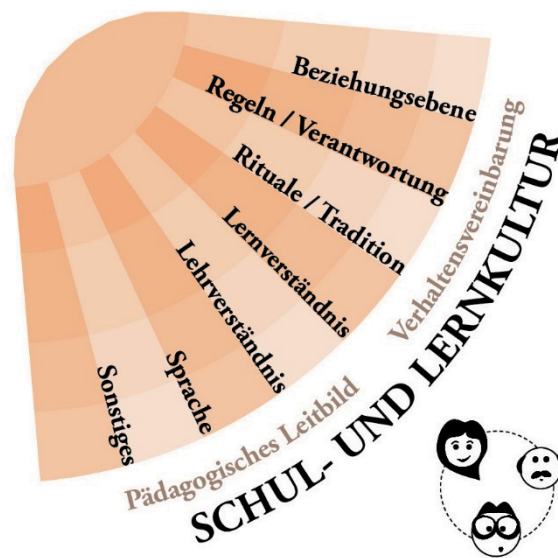 Beziehungsebene
Regeln / Verantwortung
Rituale / Tradition
Lernverständnis
Lehrverständnis
Sprache
Sonstiges
Verhaltensvereinbarung
Pädagogisches Leitbild
SCHUL- UND LERNKULTUR